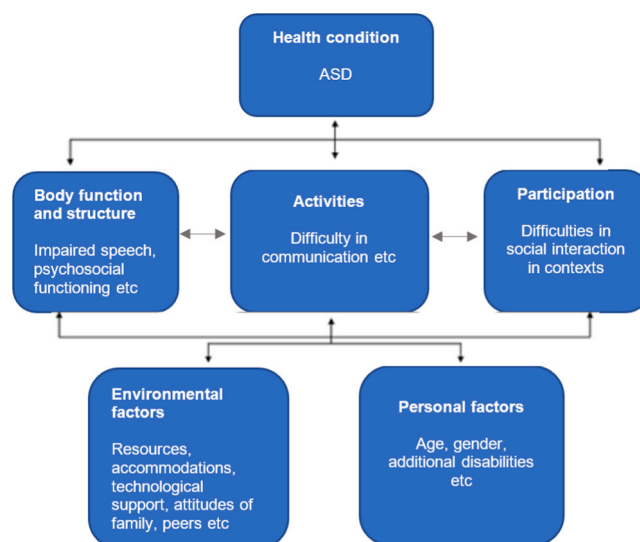 Health condition
ASD
Body function
and structure
Impaired speech,
psychosocial
functioning etc
Activities
Difficulty in
communication etc
Participation
Difficulties in
social interaction
in contexts
Environmental
factors
Resources,
accommodations,
technological
support, attitudes of
family, peers etc
Personal factors
Age, gender,
additional disabilities
etc